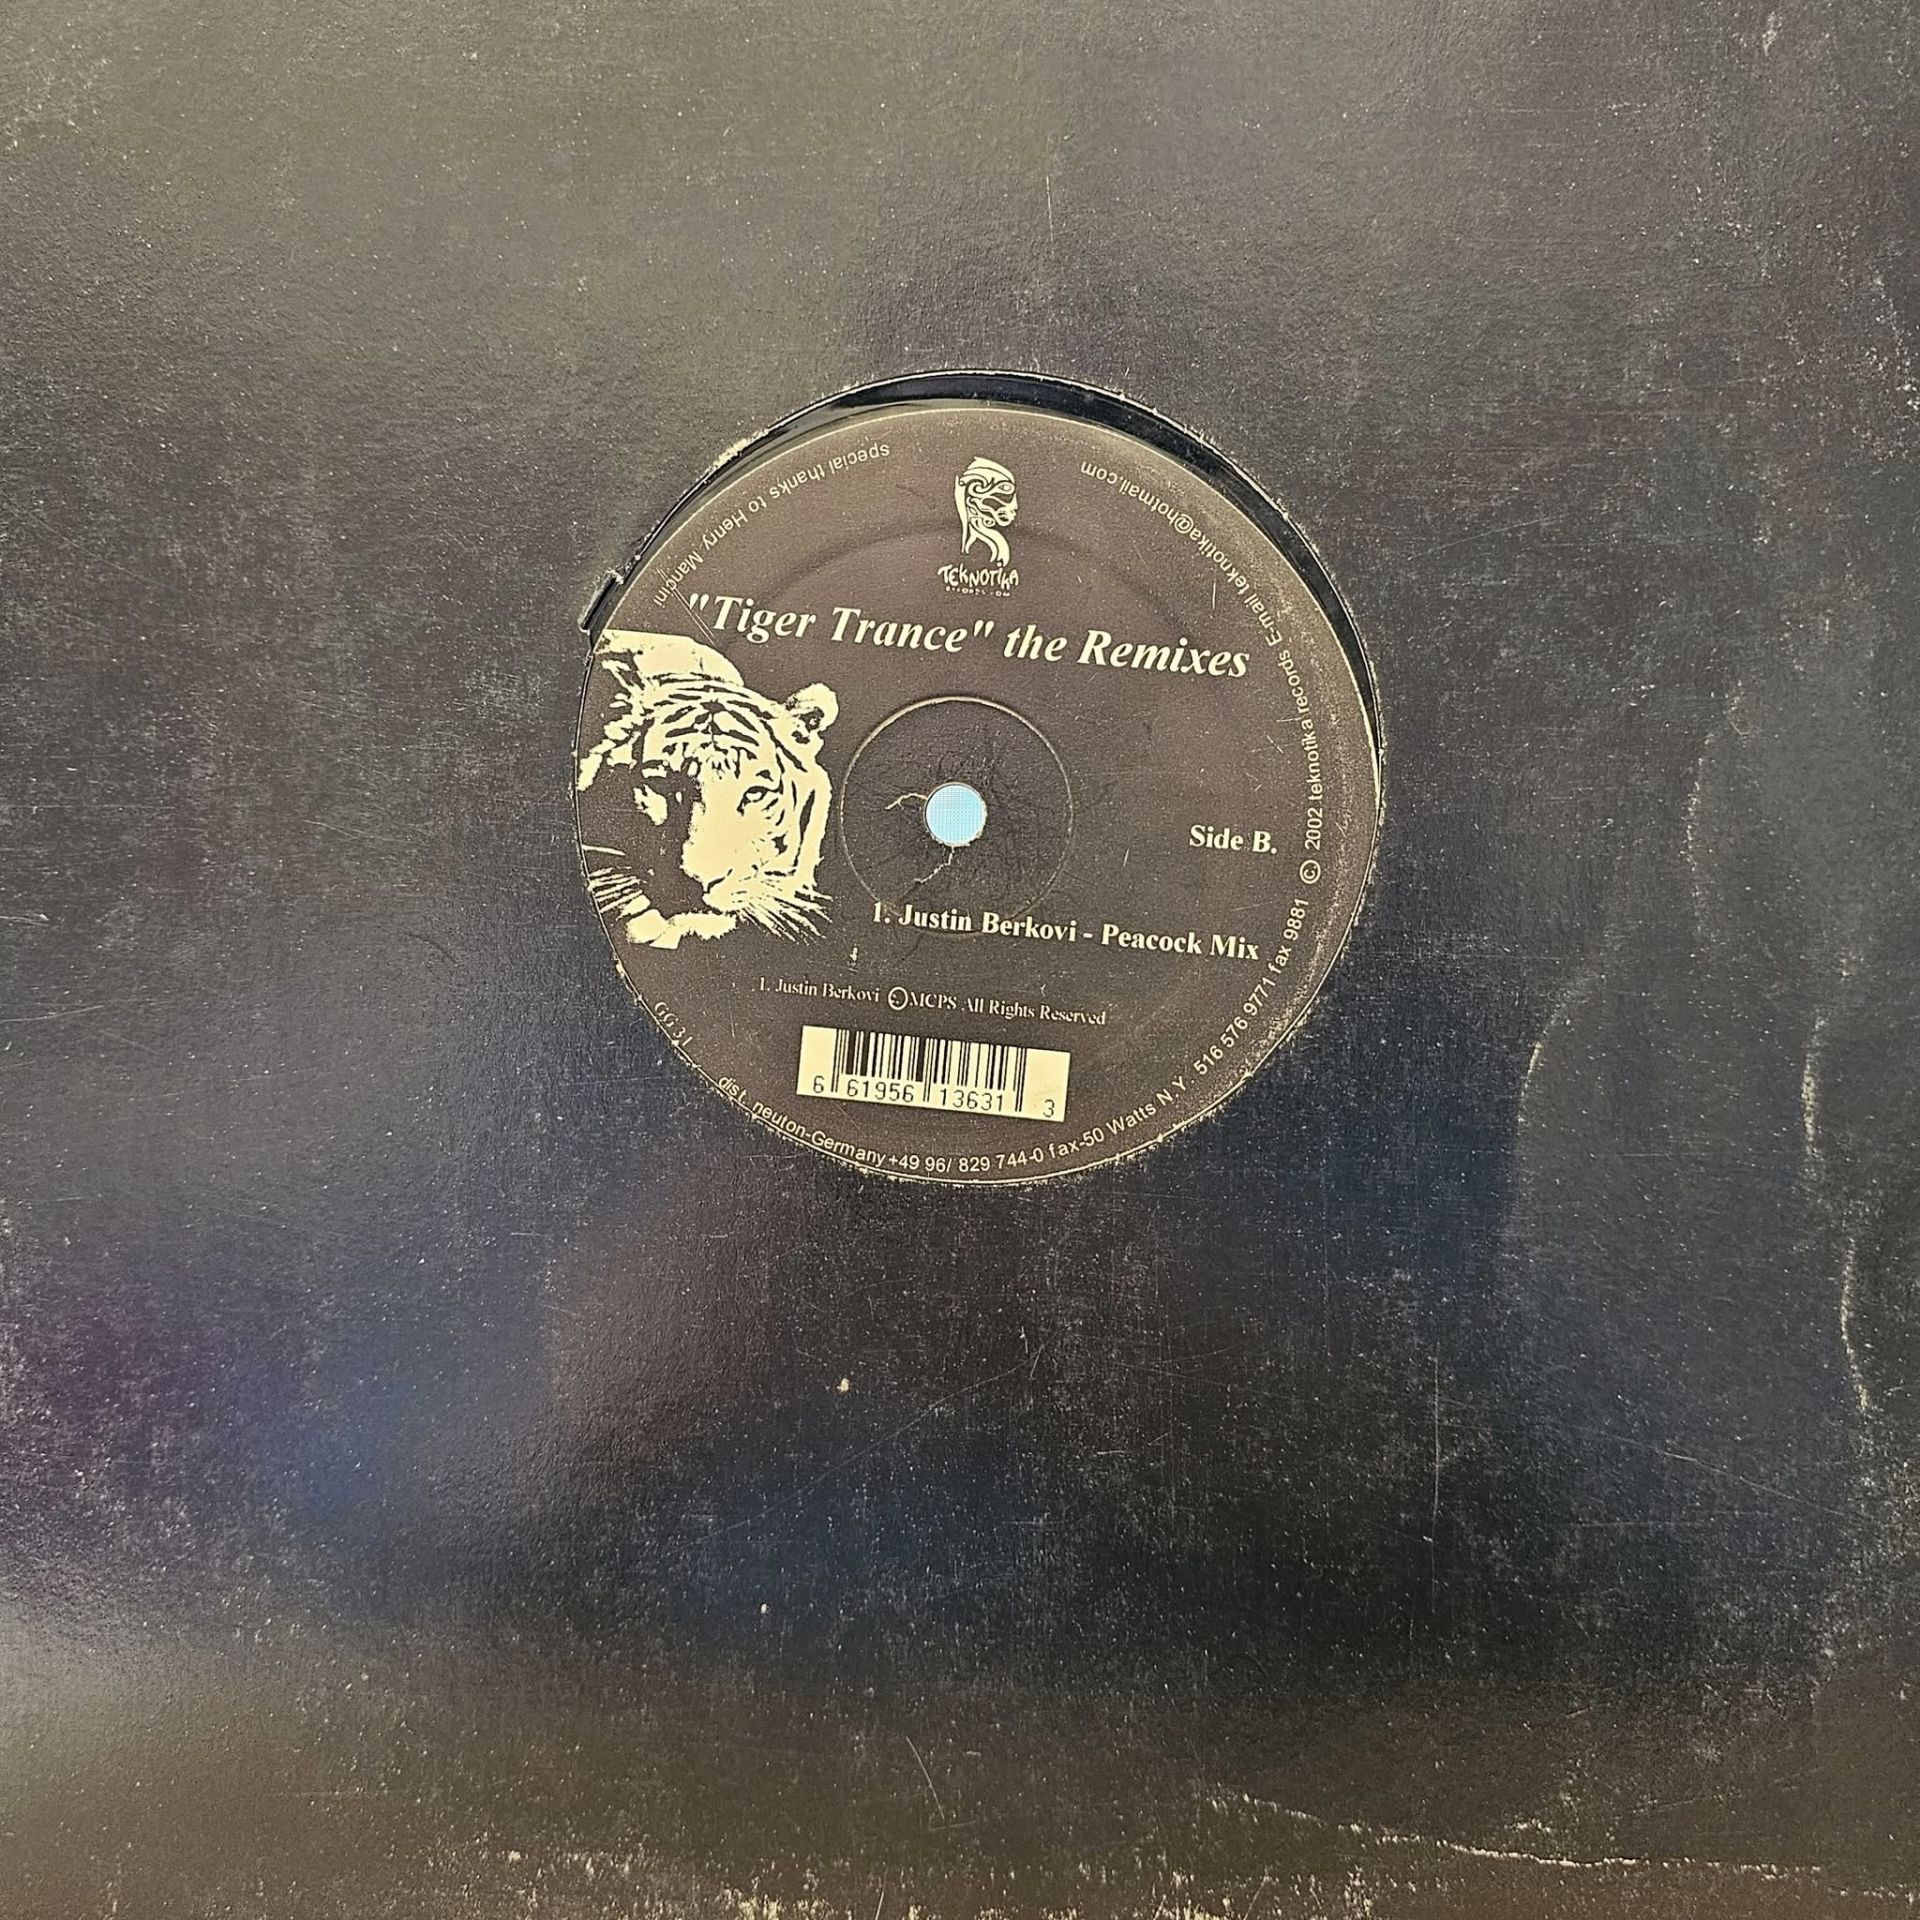 TEKNOTIKA
"Tiger Trance" the Remixes
Side B.
1. Justin Berkovi - Peacock Mix
1. Justin Berkovi © MCPS All Rights Reserved
6 61956 13631 3
GG31
special thanks to Henry Mancini
dist. neuton-Germany +49 96/ 829 744-0 fax-50 Watts N.Y. 516 576 9771 fax 9881 © 2002 teknotika records E-mail teknotika@hotmail.com